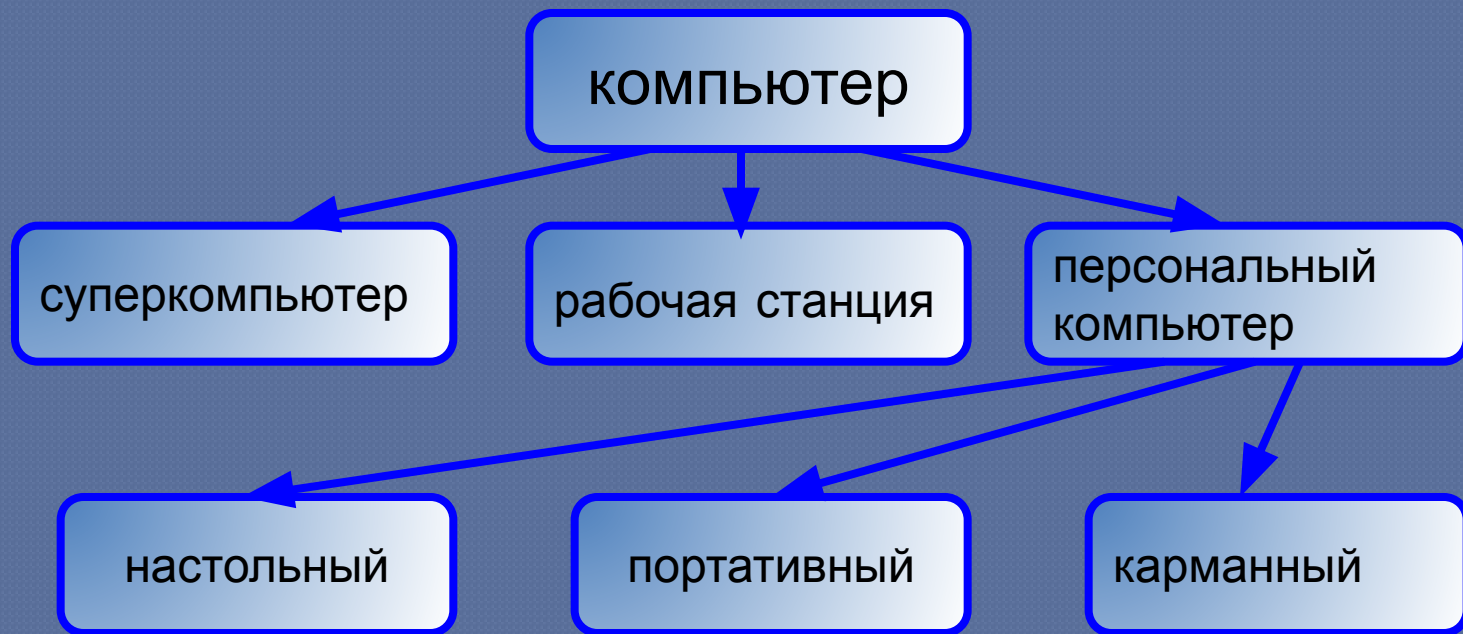 компьютер
суперкомпьютер
рабочая станция
персональный
компьютер
настольный
портативный
карманный